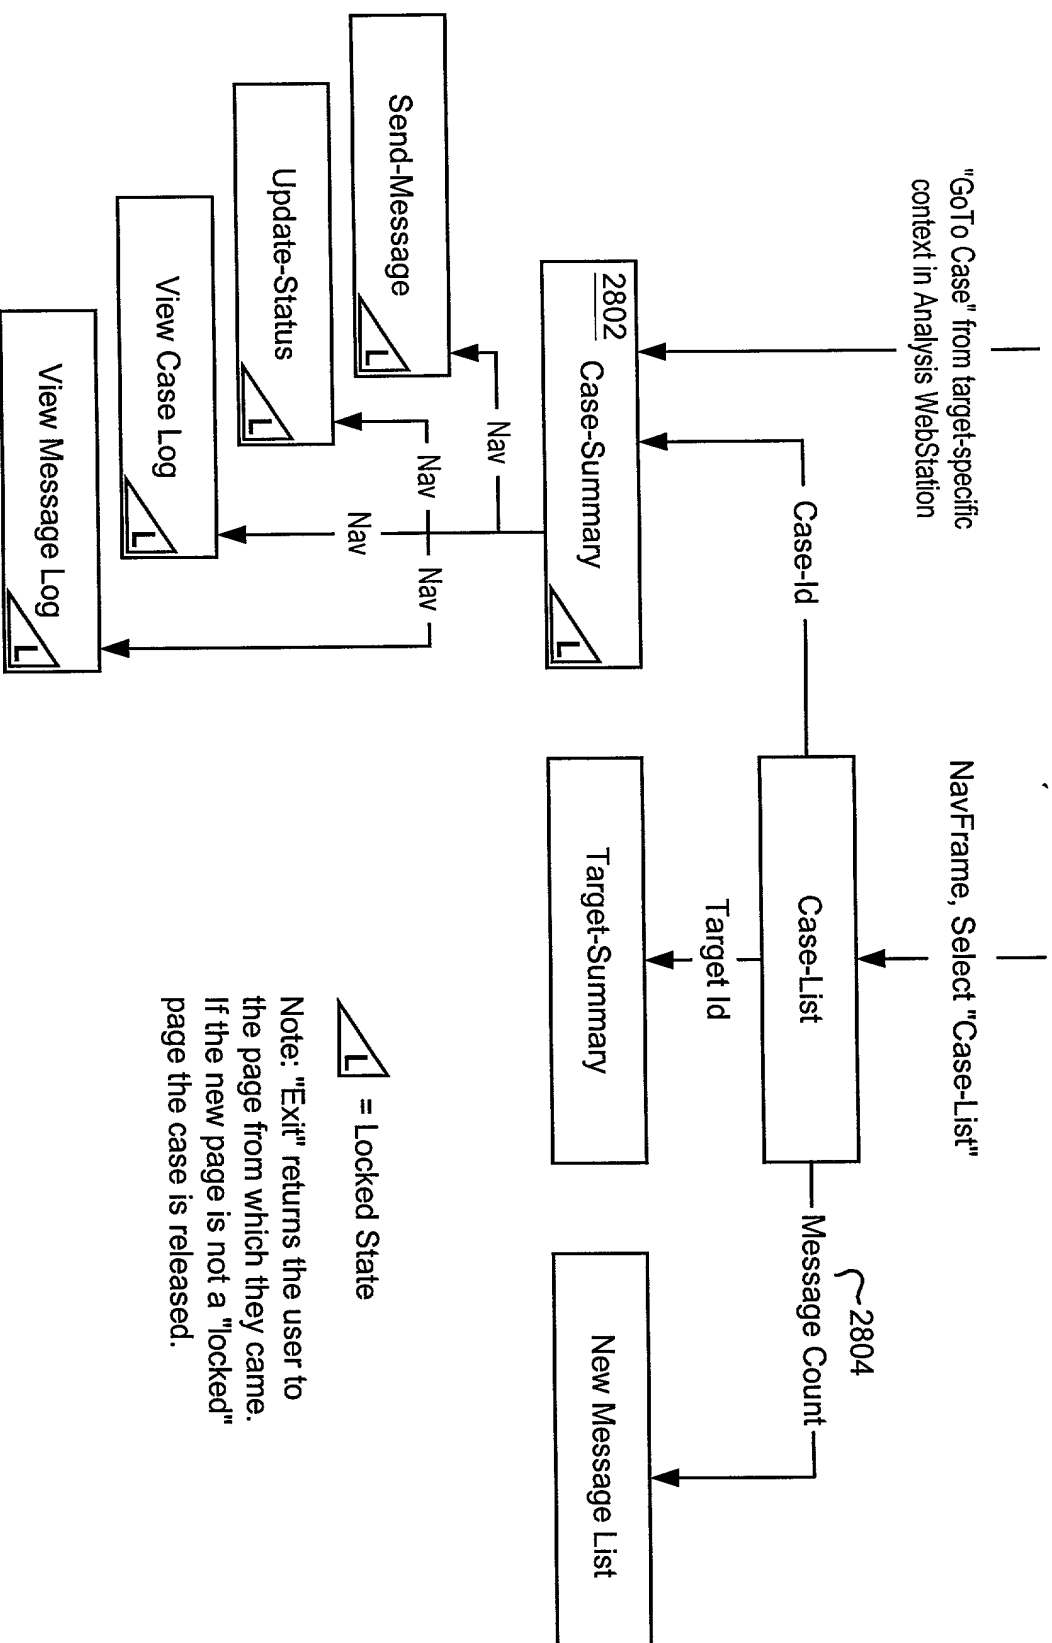 "GoTo Case" from target-specific
context in Analysis WebStation
NavFrame, Select "Case-List"
Case-Id
Case-List
Message Count
2804
Target Id
2802
Case-Summary
L
Target-Summary
New Message List
Nav
Nav
Nav
Nav
Send-Message
L
Update-Status
L
View Case Log
L
View Message Log
L
L
= Locked State
Note: "Exit" returns the user to
the page from which they came.
If the new page is not a "locked"
page the case is released.